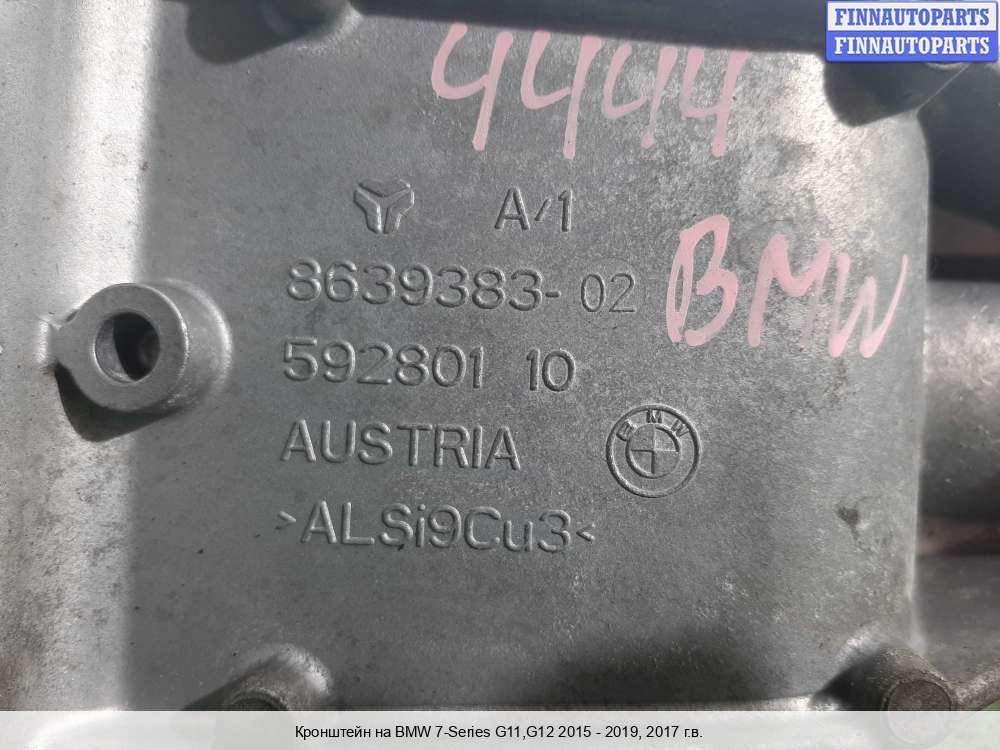 FINNAUTOPARTS
FINNAUTOPARTS
4444
A/1
8639383-02
BMW
592801 10
BMW
AUSTRIA
>ALSi9Cu3<
Кронштейн на BMW 7-Series G11,G12 2015 - 2019, 2017 г.в.